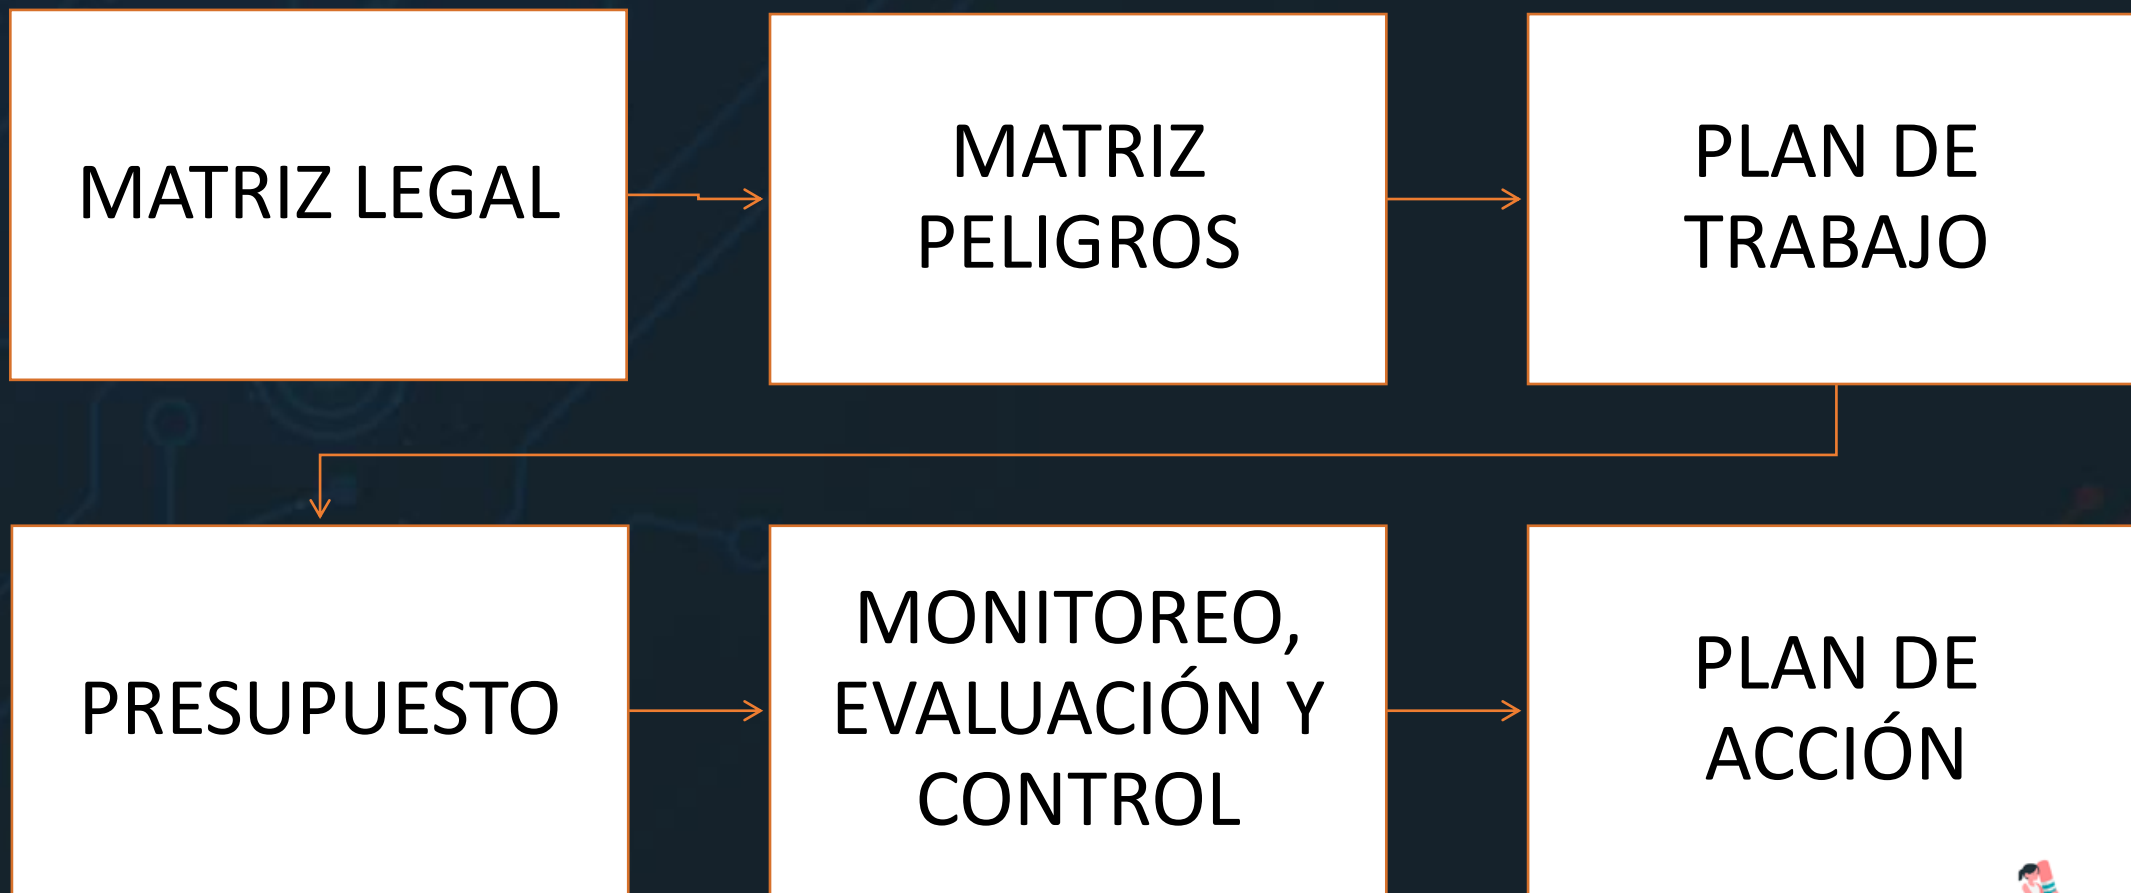 MATRIZ LEGAL
MATRIZ
PELIGROS
PLAN DE
TRABAJO
PRESUPUESTO
MONITOREO,
EVALUACIÓN Y
CONTROL
PLAN DE
ACCIÓN